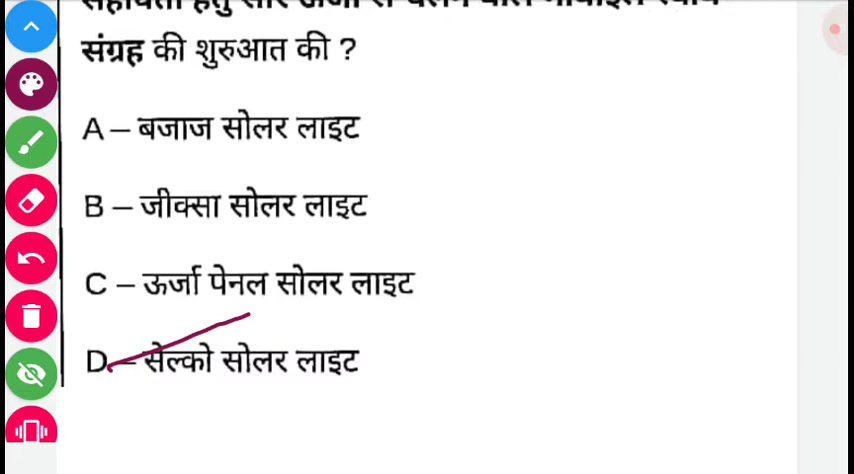 संग्रह की शुरुआत की ?
A – बजाज सोलर लाइट
B – जीक्सा सोलर लाइट
C – ऊर्जा पेनल सोलर लाइट
D – सेल्को सोलर लाइट